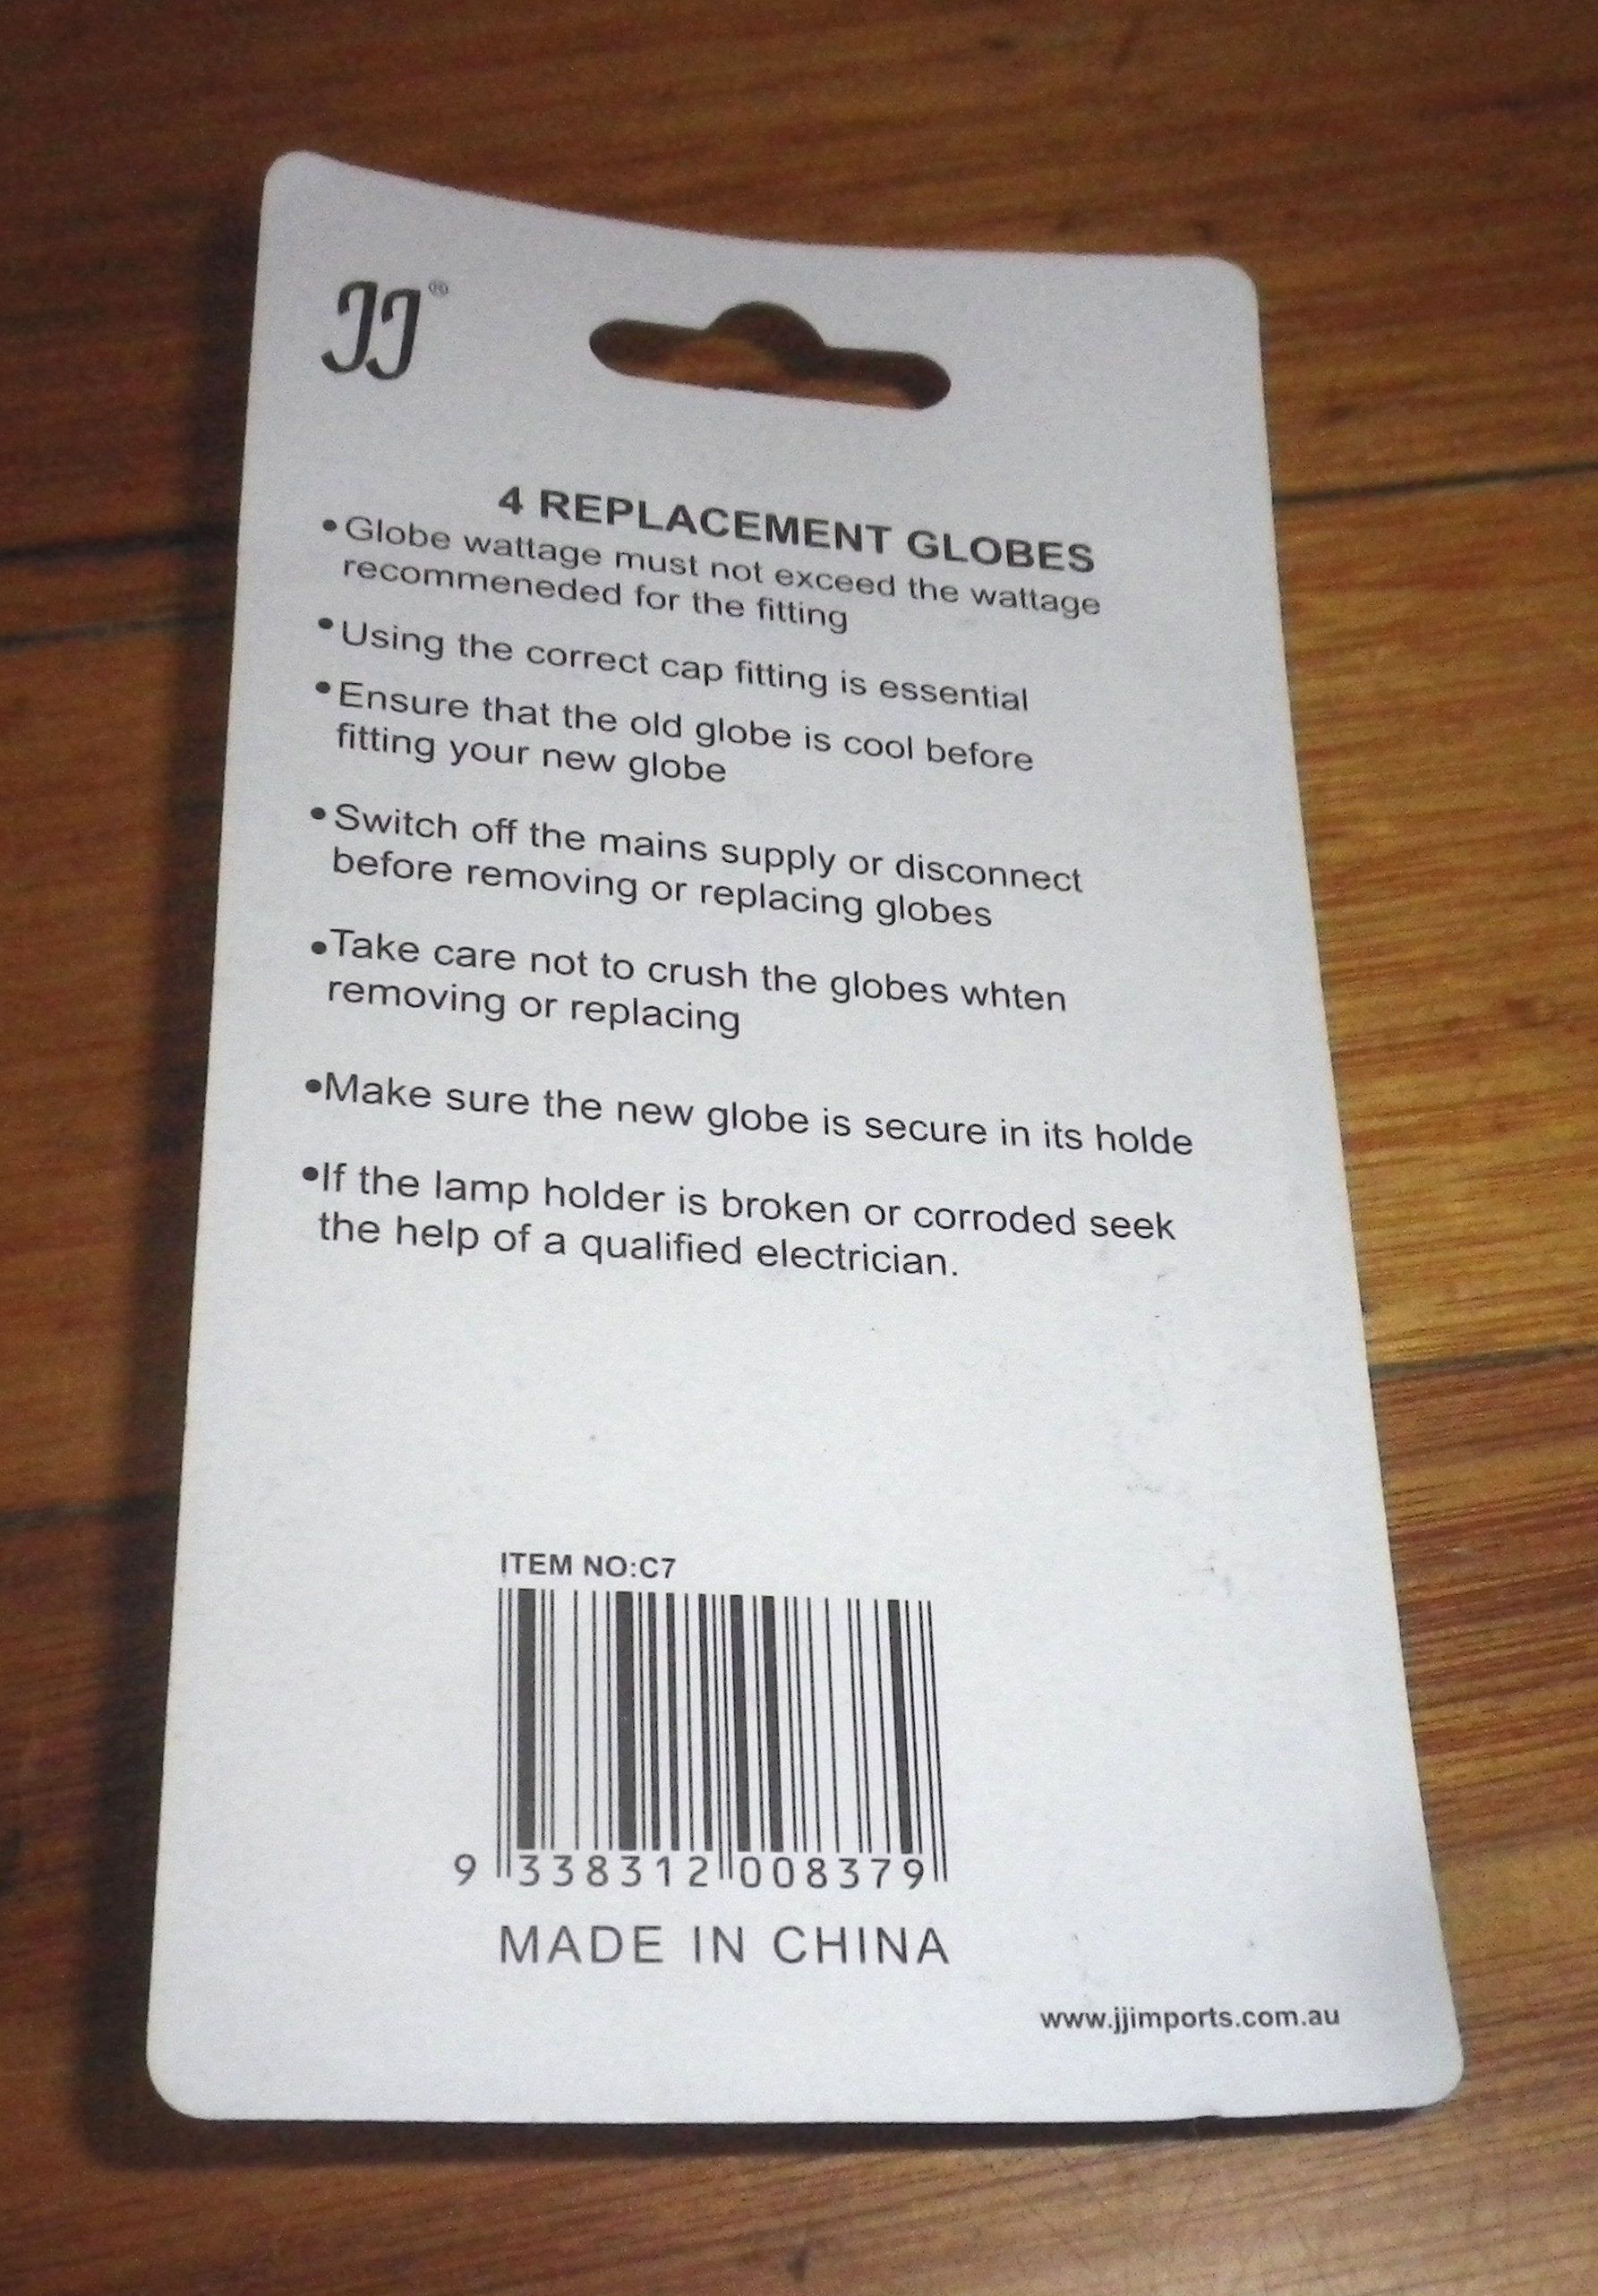 JJ®
4 REPLACEMENT GLOBES
•Globe wattage must not exceed the wattage
recommeneded for the fitting
•Using the correct cap fitting is essential
•Ensure that the old globe is cool before
fitting your new globe
•Switch off the mains supply or disconnect
before removing or replacing globes
•Take care not to crush the globes whten
removing or replacing
•Make sure the new globe is secure in its holde
•If the lamp holder is broken or corroded seek
the help of a qualified electrician.
ITEM NO:C7
9 338312 008379
MADE IN CHINA
www.jjimports.com.au